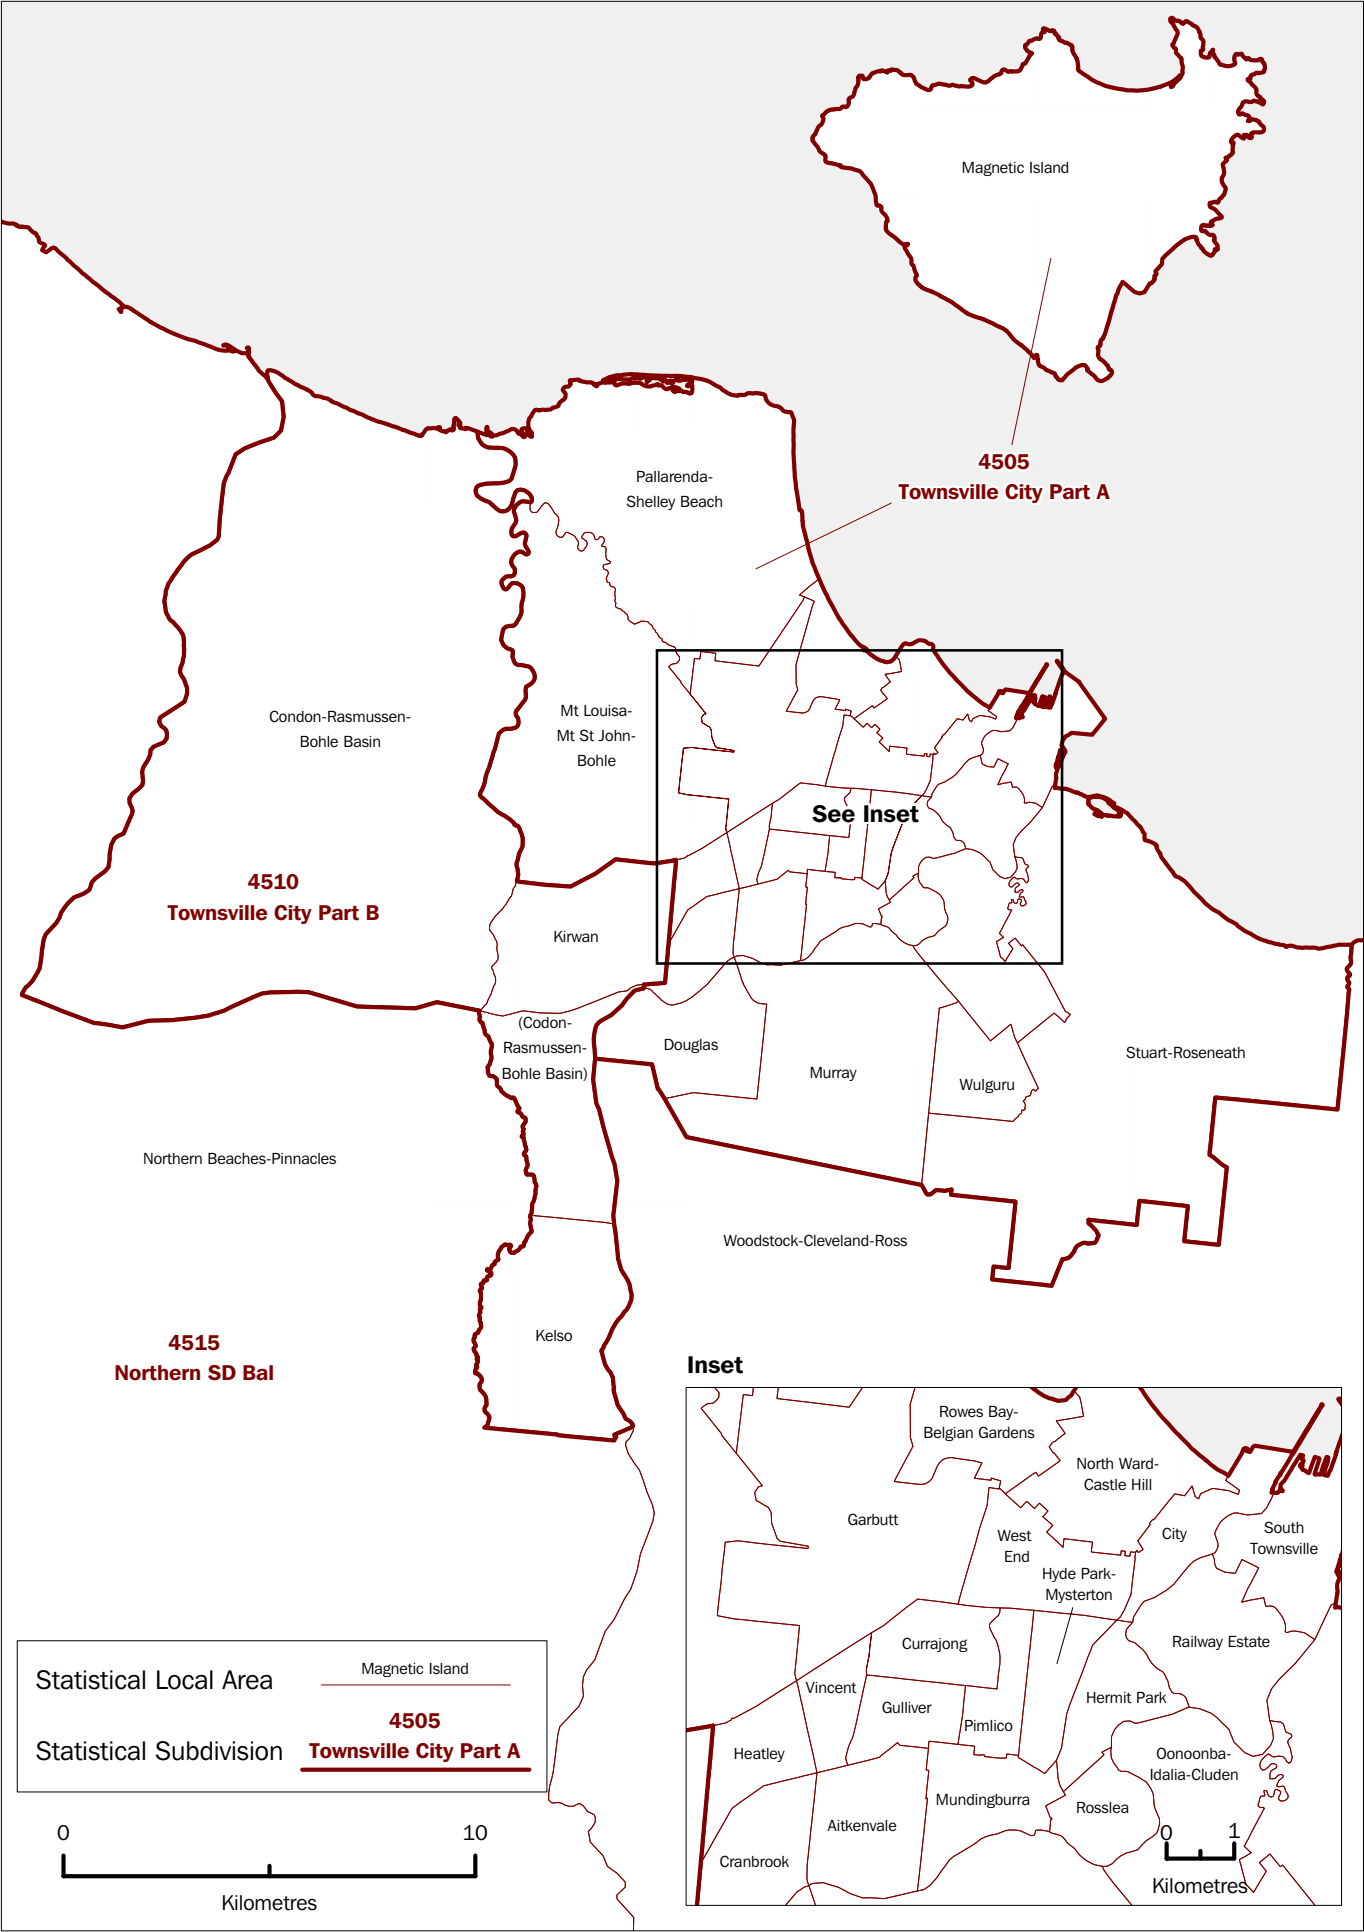 Magnetic Island
4505
Townsville City Part A
Pallarenda-
Shelley Beach
Condon-Rasmussen-
Bohle Basin
Mt Louisa-
Mt St John-
Bohle
See Inset
4510
Townsville City Part B
Kirwan
(Codon-
Rasmussen-
Bohle Basin)
Douglas
Murray
Wulguru
Stuart-Roseneath
Northern Beaches-Pinnacles
Woodstock-Cleveland-Ross
Kelso
4515
Northern SD Bal
Inset
Rowes Bay-
Belgian Gardens
North Ward-
Castle Hill
Garbutt
West
End
City
South
Townsville
Hyde Park-
Mysterton
Currajong
Railway Estate
Vincent
Gulliver
Pimlico
Hermit Park
Heatley
Oonoonba-
Idalia-Cluden
Mundingburra
Rosslea
Aitkenvale
Cranbrook
0 1
Kilometres
Statistical Local Area
Magnetic Island
Statistical Subdivision
4505
Townsville City Part A
0 10
Kilometres